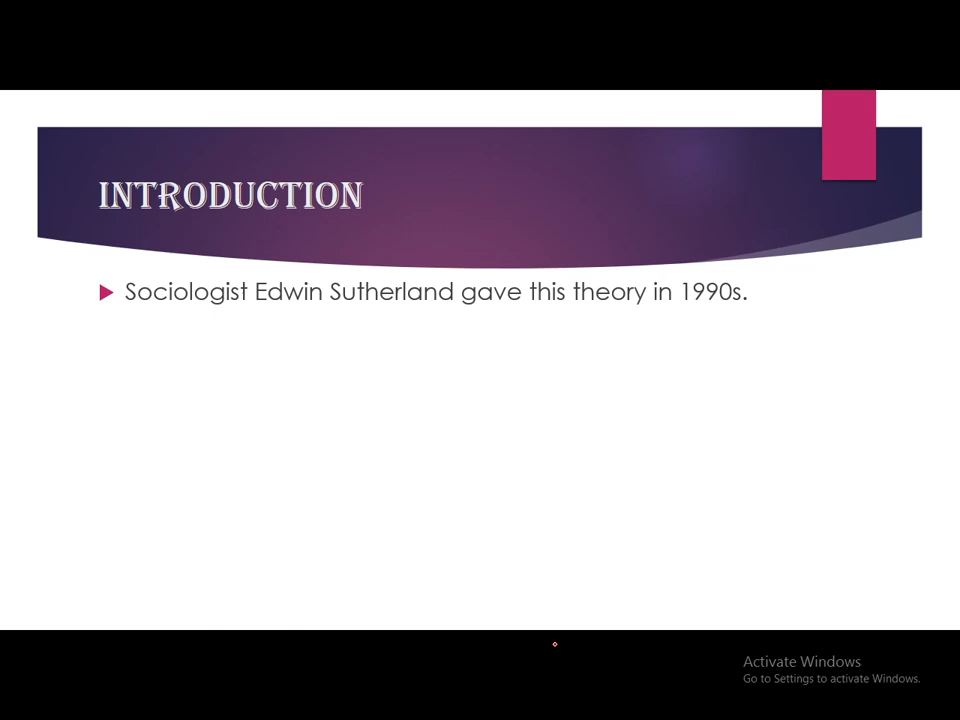 INTRODUCTION
Sociologist Edwin Sutherland gave this theory in 1990s.
Activate Windows
Go to Settings to activate Windows.